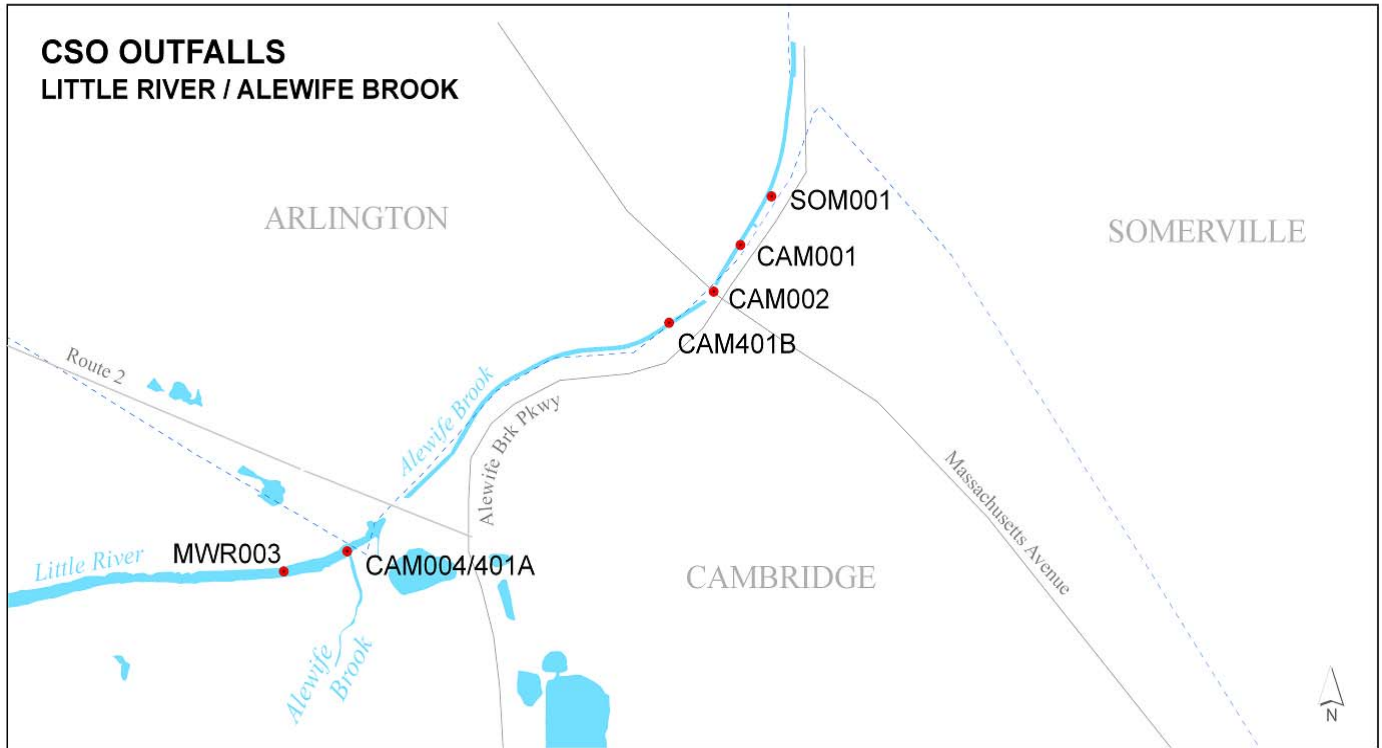 CSO OUTFALLS
LITTLE RIVER / ALEWIFE BROOK
ARLINGTON
SOM001
SOMERVILLE
CAM001
CAM002
CAM401B
Route 2
Alewife Brook
Alewife Brk Pkwy
Massachusetts Avenue
Little River
MWR003
CAM004/401A
CAMBRIDGE
Alewife
Brook
N